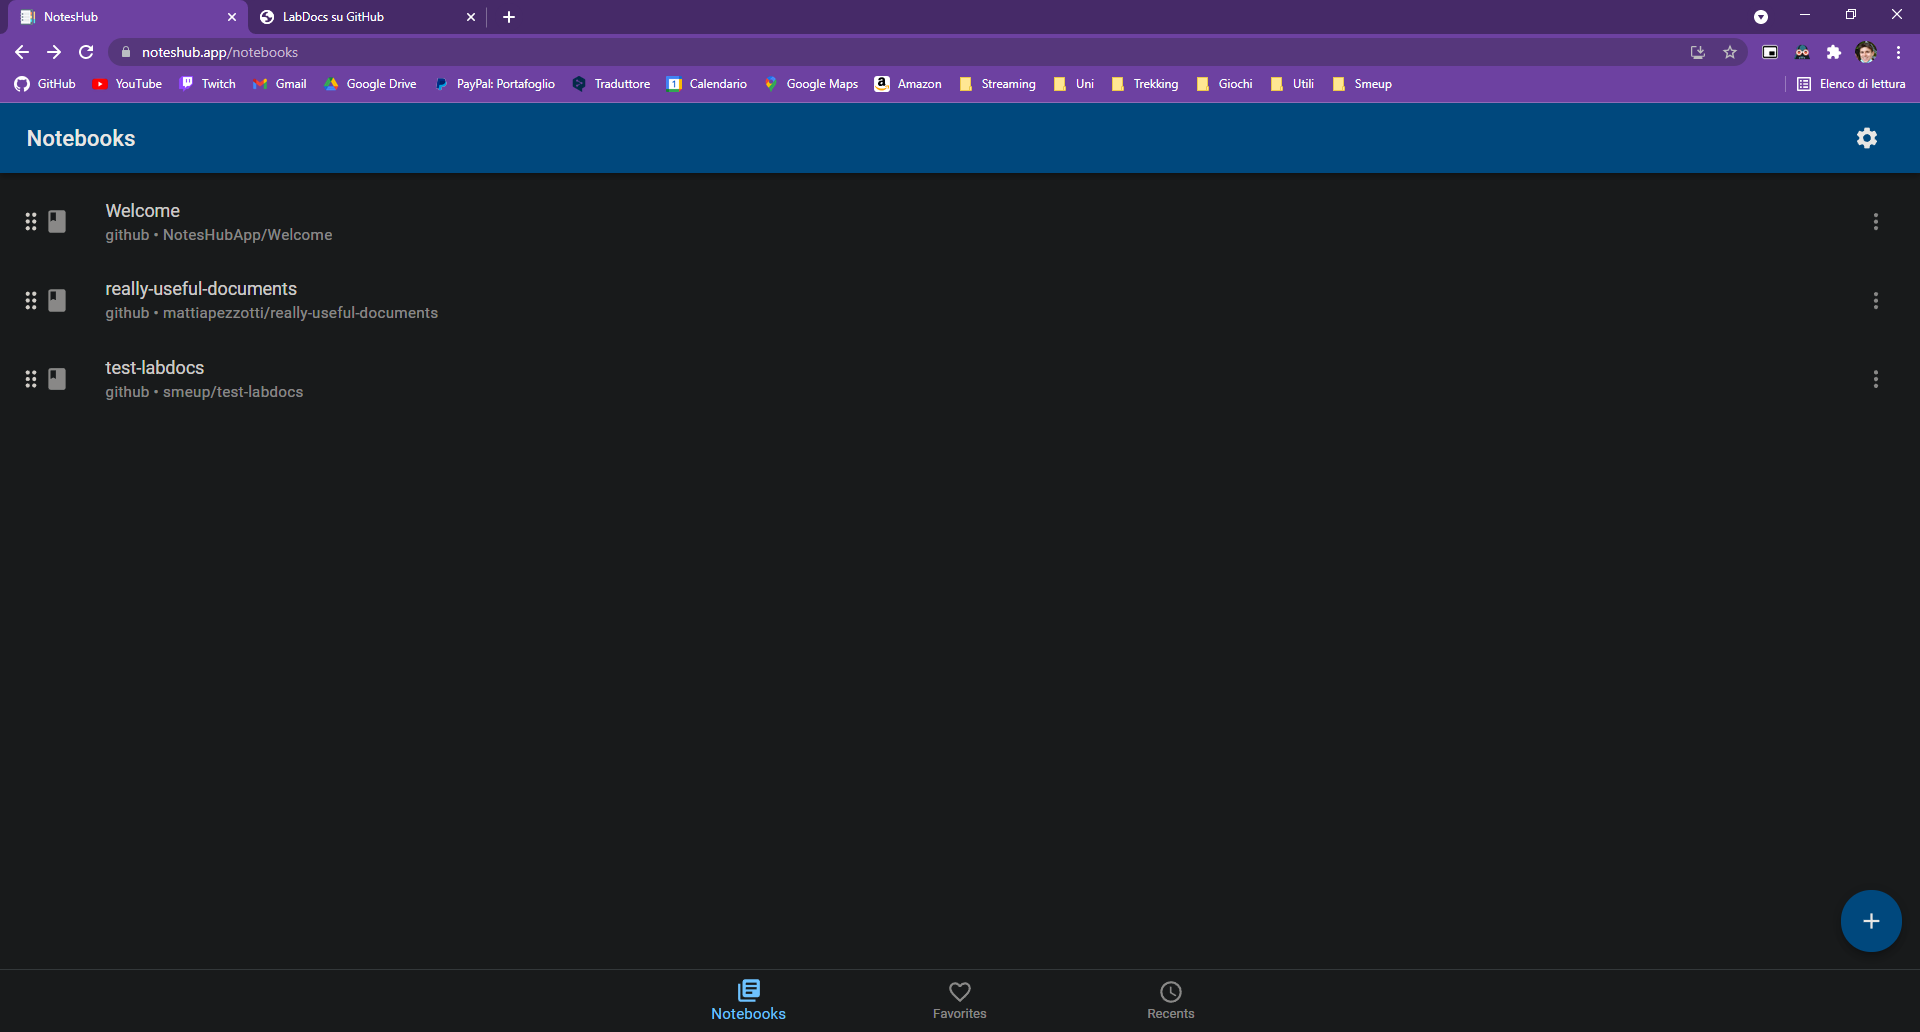 NotesHub
LabDocs su GitHub
noteshub.app/notebooks
GitHub YouTube Twitch Gmail Google Drive PayPal: Portafoglio Traduttore Calendario Google Maps Amazon Streaming Uni Trekking Giochi Utili Smeup Elenco di lettura
Notebooks
Welcome
github • NotesHubApp/Welcome
really-useful-documents
github • mattiapezzotti/really-useful-documents
test-labdocs
github • smeup/test-labdocs
Notebooks Favorites Recents